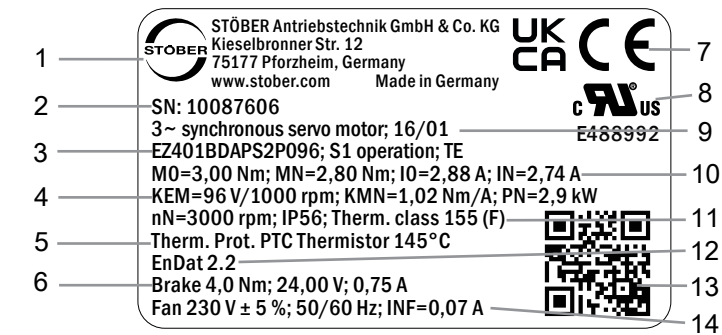 STÖBER
STÖBER Antriebstechnik GmbH & Co. KG
Kieselbronner Str. 12
75177 Pforzheim, Germany
www.stober.com Made in Germany
UK
CA
CE
c RU US
E488992
SN: 10087606
3~ synchronous servo motor; 16/01
EZ401BDAPS2P096; S1 operation; TE
M0=3,00 Nm; MN=2,80 Nm; I0=2,88 A; IN=2,74 A
KEM=96 V/1000 rpm; KMN=1,02 Nm/A; PN=2,9 kW
nN=3000 rpm; IP56; Therm. class 155 (F)
Therm. Prot. PTC Thermistor 145°C
EnDat 2.2
Brake 4,0 Nm; 24,00 V; 0,75 A
Fan 230 V ± 5 %; 50/60 Hz; INF=0,07 A
1
2
3
4
5
6
7
8
9
10
11
12
13
14